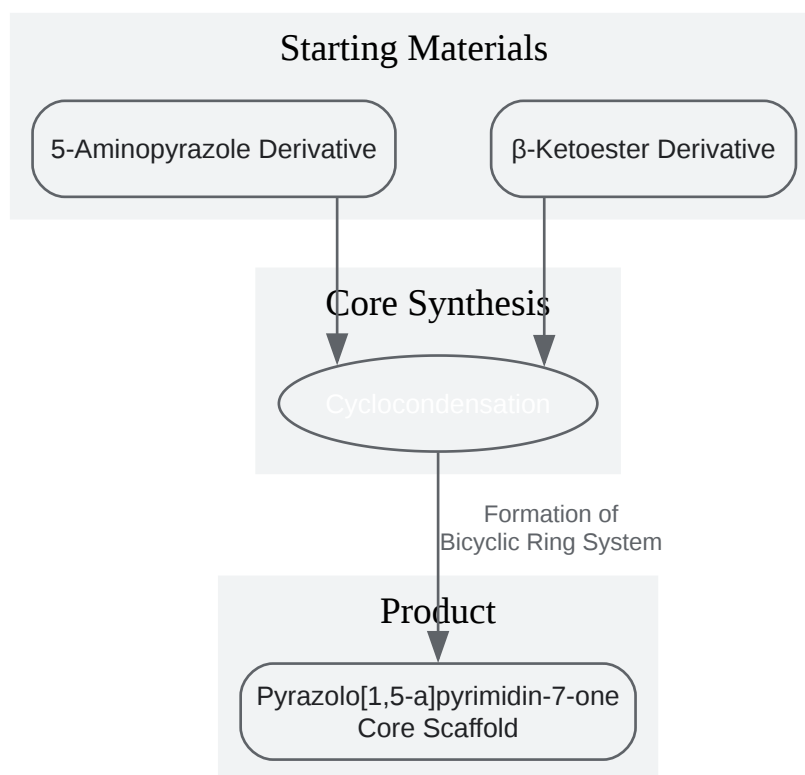 Starting Materials
5-Aminopyrazole Derivative
β-Ketoester Derivative
Core Synthesis
Cyclocondensation
Formation of
Bicyclic Ring System
Product
Pyrazolo[1,5-a]pyrimidin-7-one
Core Scaffold